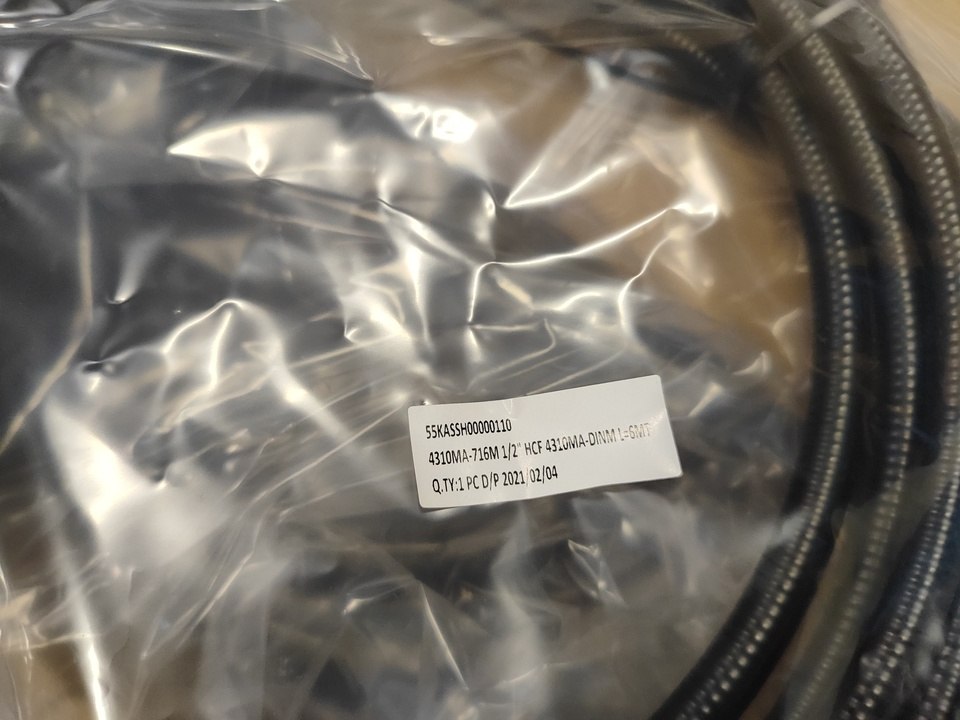 55KASSH00000110
4310MA-716M 1/2" HCF 4310MA-DINM L=6MT
Q.TY:1 PC D/P 2021/02/04